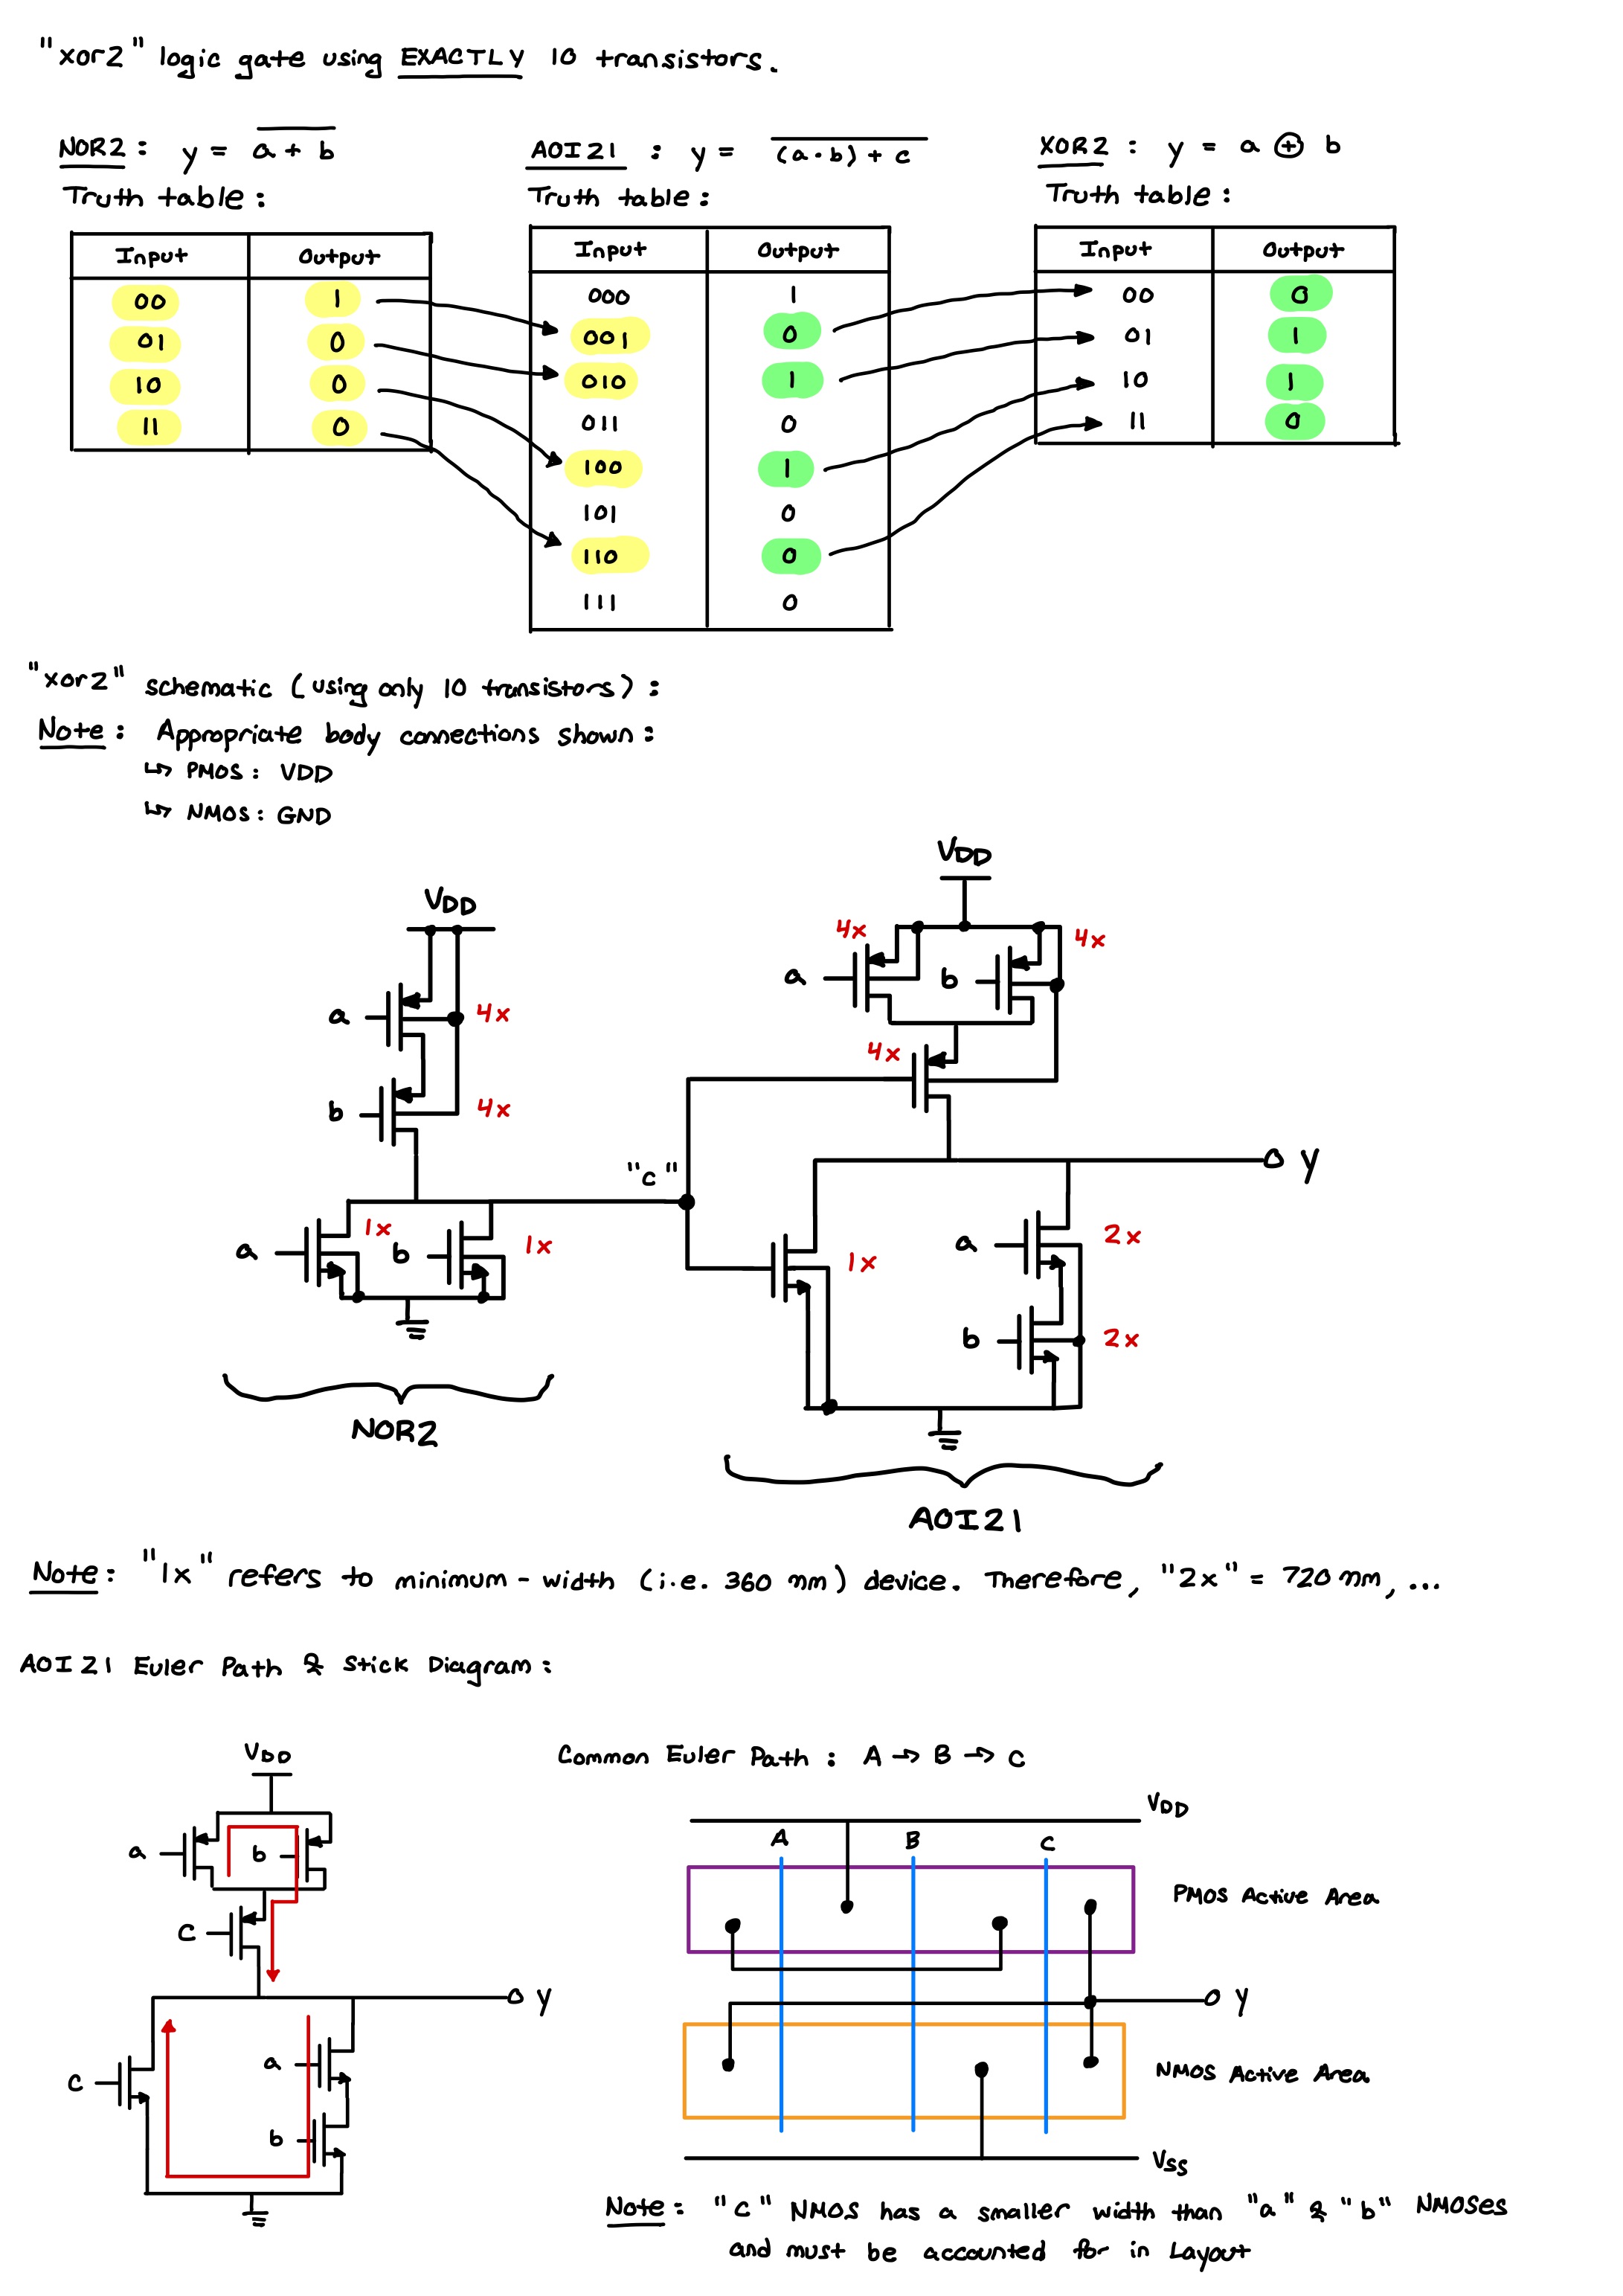 "xor2" logic gate using EXACTLY 10 transistors.
NOR2: y = a + b
Truth table:
Input Output
00 1
01 0
10 0
11 0
AOI21 : y = (a·b) + c
Truth table:
Input Output
000 1
001 0
010 1
011 0
100 1
101 0
110 0
111 0
XOR2 : y = a ⊕ b
Truth table:
Input Output
00 0
01 1
10 1
11 0
"xor2" schematic (using only 10 transistors):
Note: Appropriate body connections shown:
↳ PMOS: VDD
↳ NMOS: GND
VDD
a 4x
b 4x
a 1x
b 1x
NOR2
"c"
VDD
4x
a
b
4x
4x
Y
1x
a 2x
b 2x
AOI21
Note: "1x" refers to minimum-width (i.e. 360 nm) device. Therefore, "2x" = 720 nm, ...
AOI21 Euler Path & Stick Diagram:
VDD
a
b
c
Y
c
a
b
Common Euler Path: A → B → C
VDD
A B C
PMOS Active Area
Y
NMOS Active Area
VSS
Note: "c" NMOS has a smaller width than "a" & "b" NMOSes
and must be accounted for in Layout